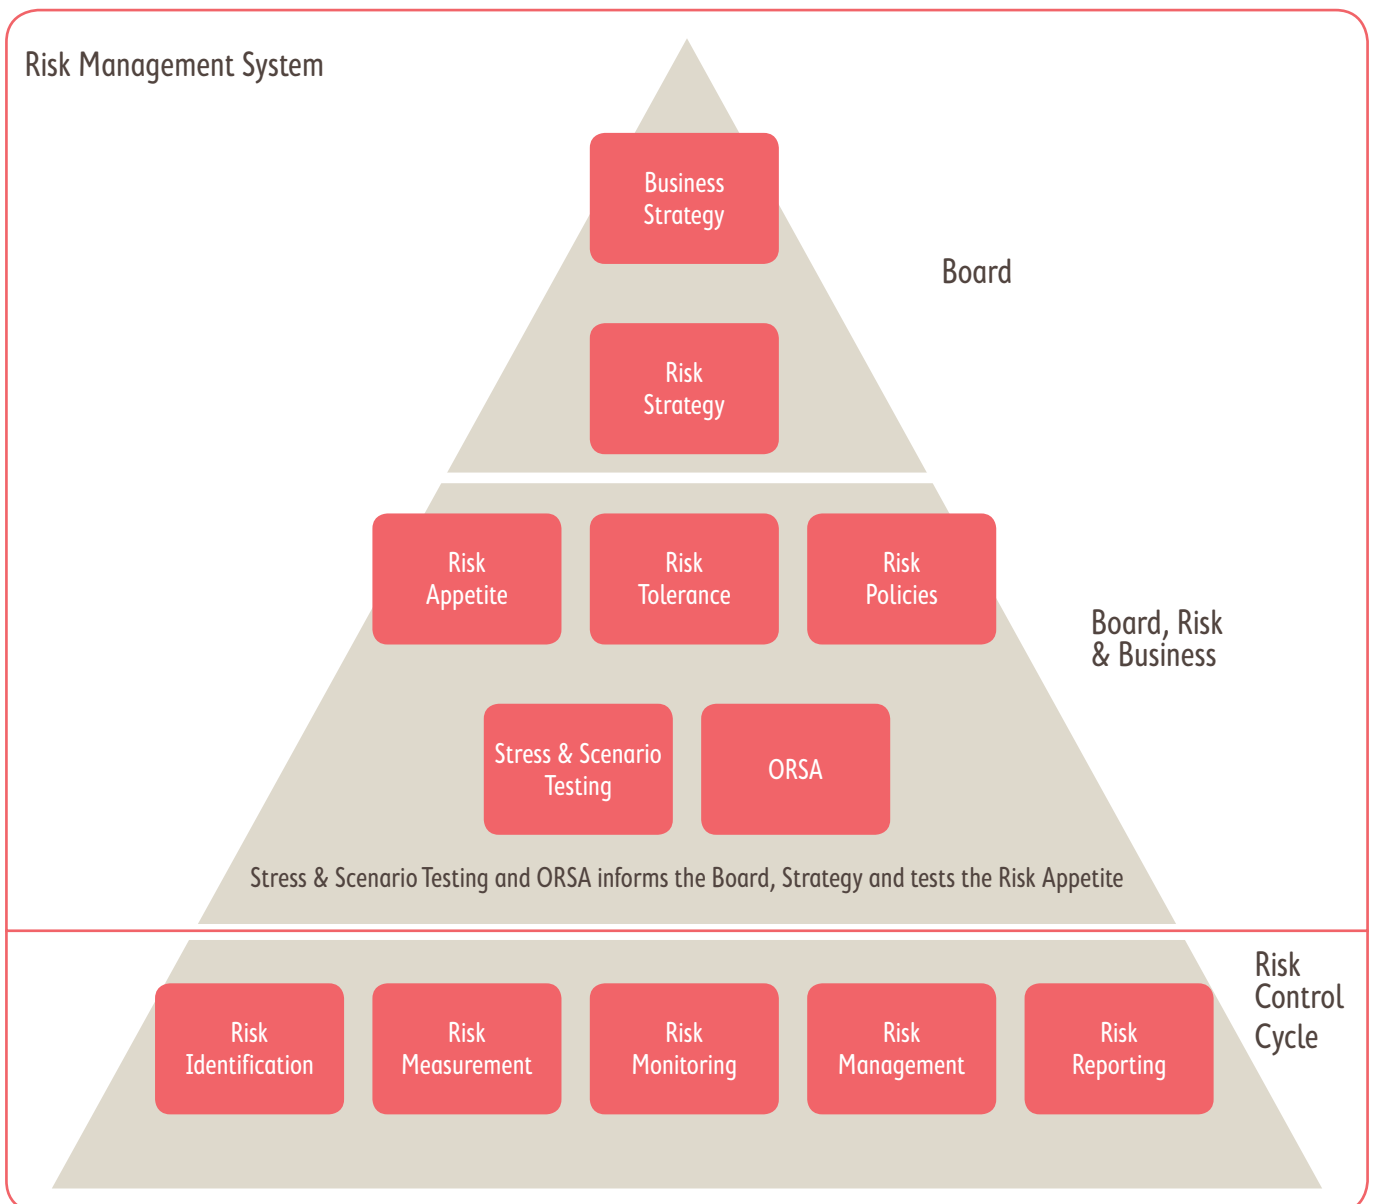 Risk Management System
Business
Strategy
Board
Risk
Strategy
Risk
Appetite
Risk
Tolerance
Risk
Policies
Board, Risk
& Business
Stress & Scenario
Testing
ORSA
Stress & Scenario Testing and ORSA informs the Board, Strategy and tests the Risk Appetite
Risk
Control
Cycle
Risk
Identification
Risk
Measurement
Risk
Monitoring
Risk
Management
Risk
Reporting